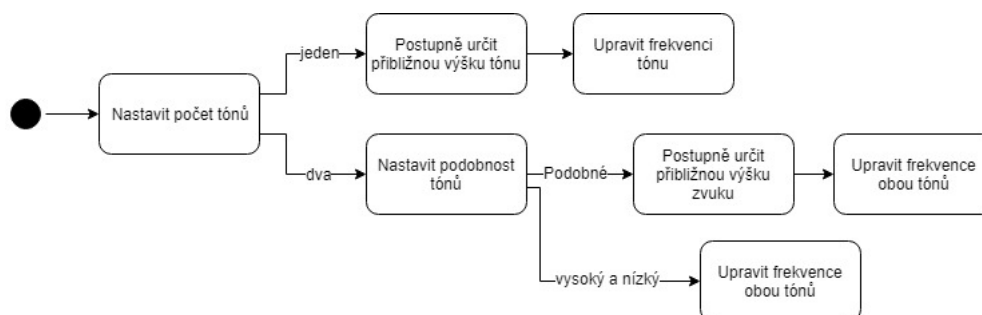 Nastavit počet tónů
jeden
Postupně určit
přibližnou výšku tónu
Upravit frekvenci
tónu
dva
Nastavit podobnost
tónů
Podobné
Postupně určit
přibližnou výšku
zvuku
Upravit frekvence
obou tónů
vysoký a nízký
Upravit frekvence
obou tónů